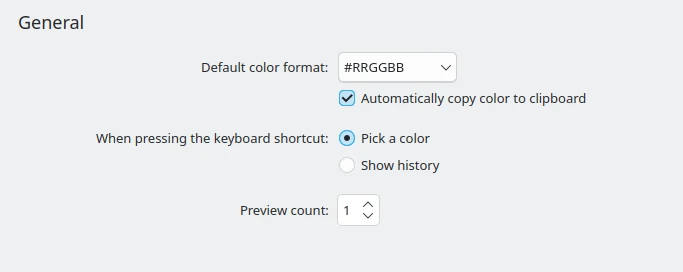 General
Default color format: #RRGGBB
Automatically copy color to clipboard
When pressing the keyboard shortcut: Pick a color
Show history
Preview count: 1